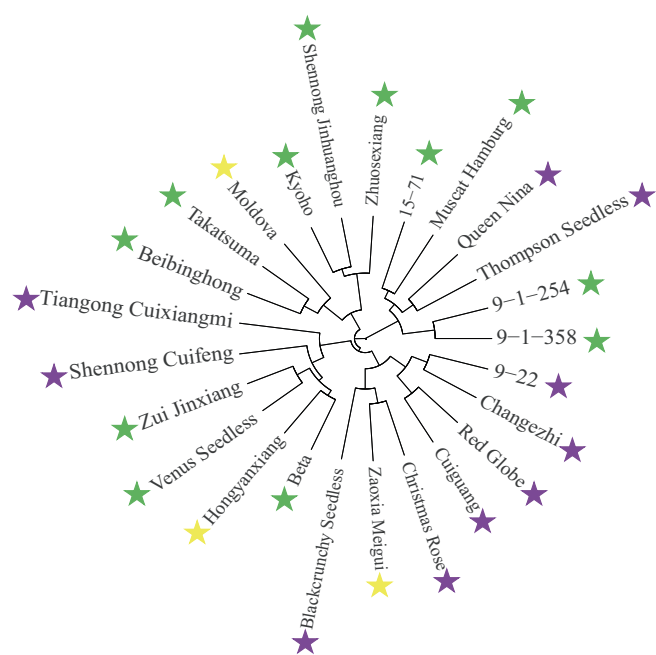 Shennong Jinhuanghou
Zhuosexiang
15−71
Muscat Hamburg
Queen Nina
Thompson Seedless
9−1−254
9−1−358
9−22
Changezhi
Red Globe
Cuiguang
Christmas Rose
Zaoxia Meigui
Blackcrunchy Seedless
Beta
Hongyanxiang
Venus Seedless
Zui Jinxiang
Shennong Cuifeng
Tiangong Cuixiangmi
Beibinghong
Takatsuma
Moldova
Kyoho